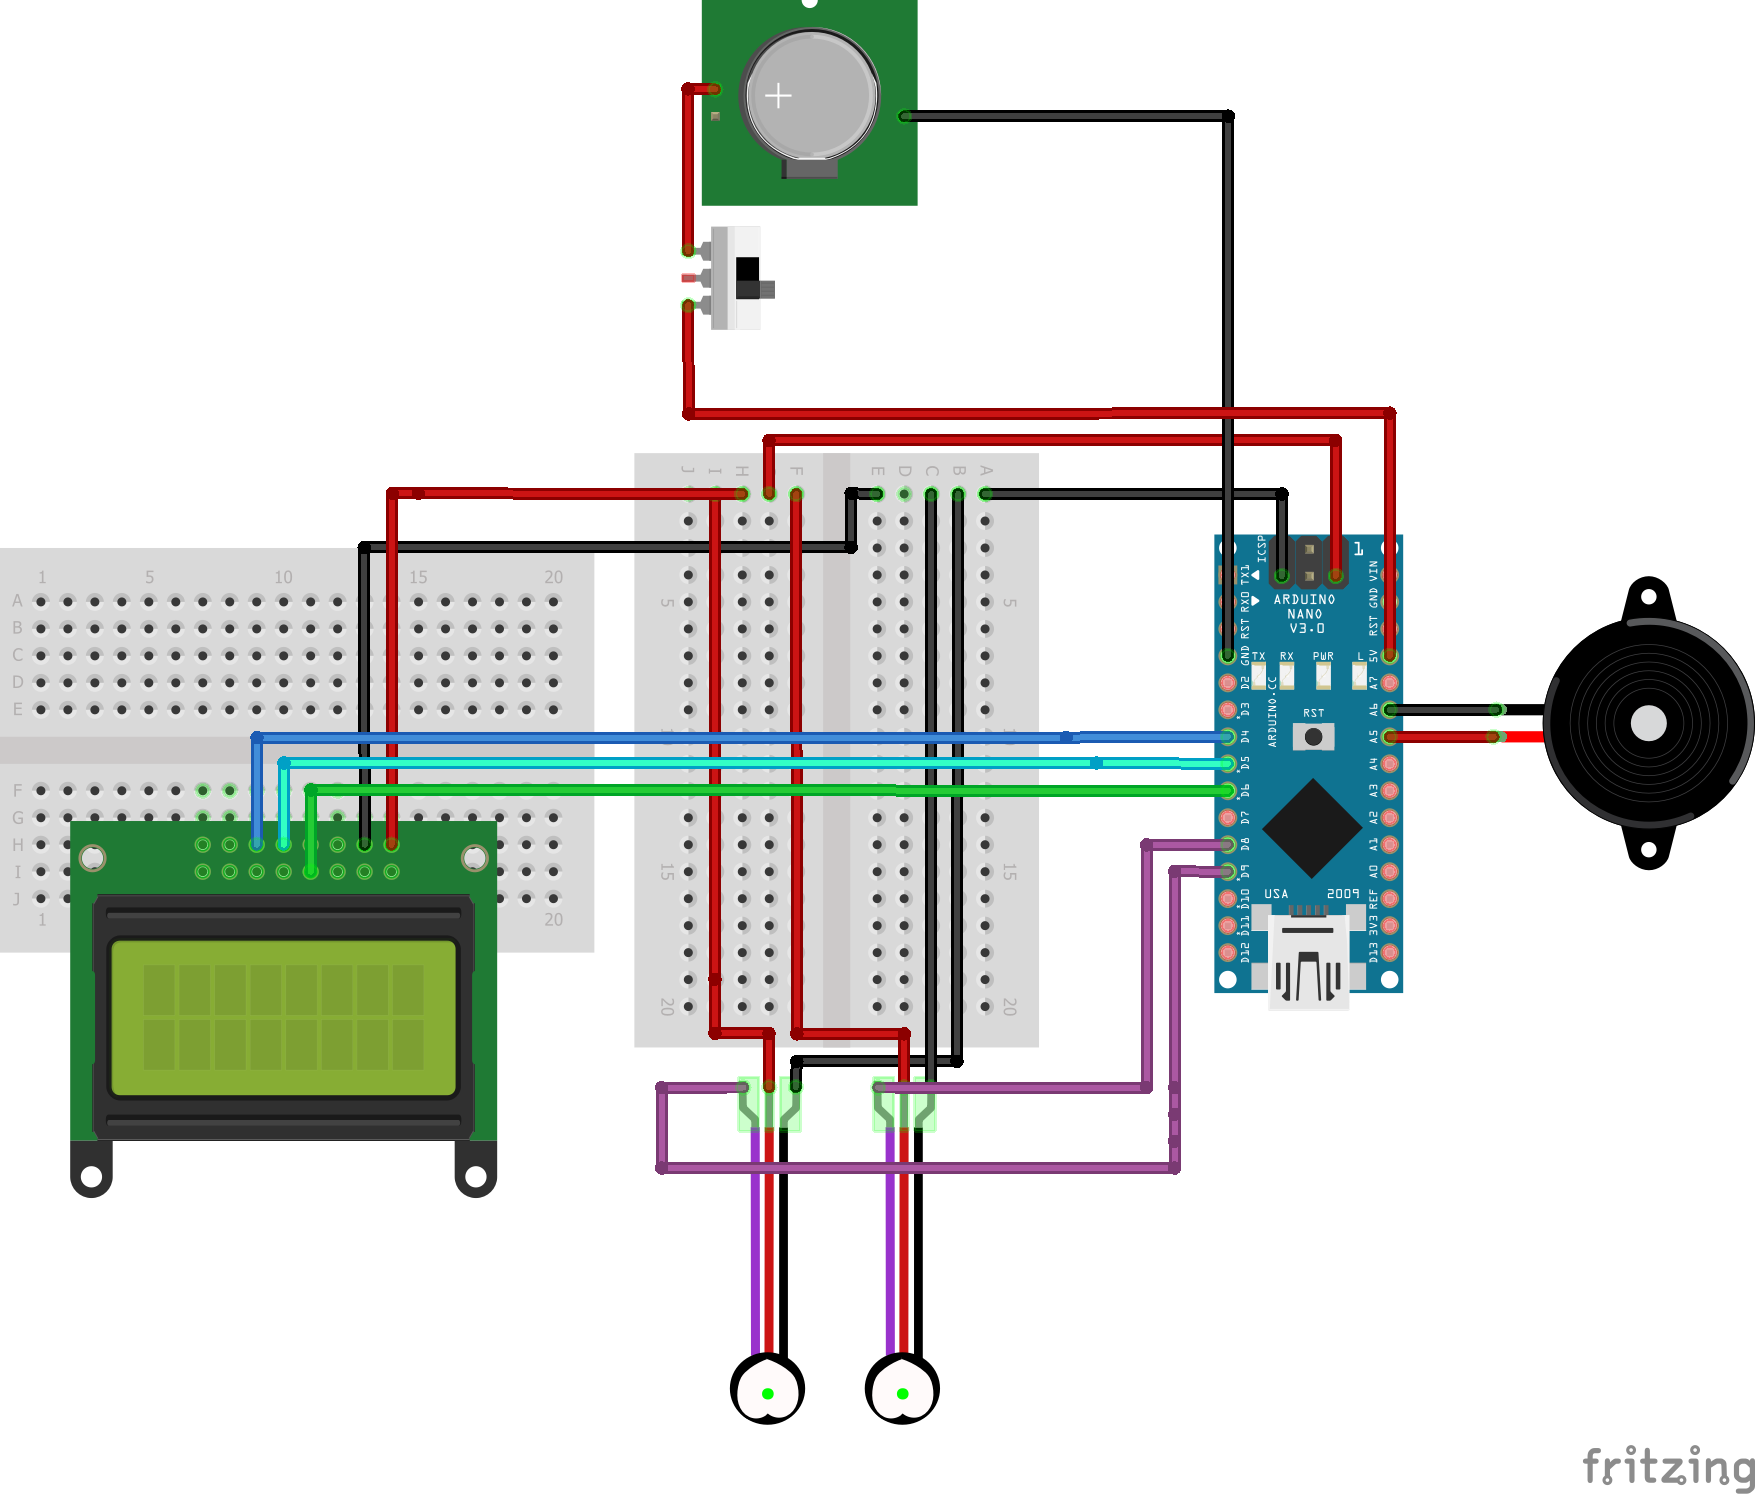 J I H F E D C B A
1 5 10 15 20
A
B
C
D
E
F
G
H
I
J
1 20
5 5
10 10
15 15
20 20
ICSP
1
TX1 VIN
RX0 GND
RST RST
GND 5V
D2 A7
D3 A6
D4 A5
D5 A4
D6 A3
D7 A2
D8 A1
D9 A0
D10 REF
D11 3V3
D12 D13
ARDUINO
NANO
V3.0
TX RX PWR L
RST
ARDUINO.CC
USA 2009
fritzing